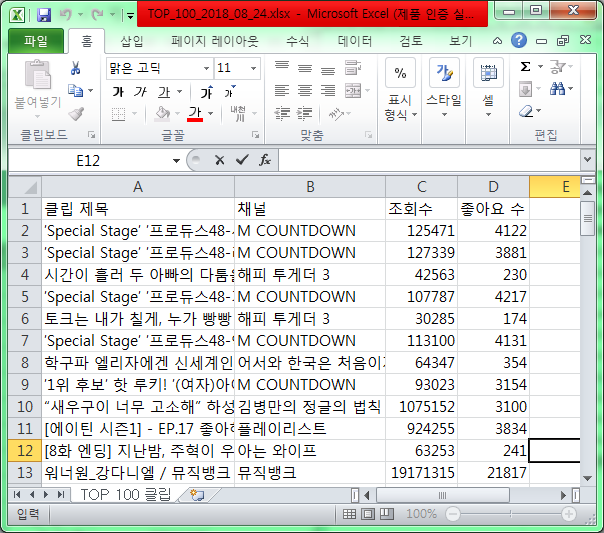 TOP_100_2018_08_24.xlsx - Microsoft Excel (제품 인증 실...
파일 홈 삽입 페이지 레이아웃 수식 데이터 검토 보기
붙여넣기 맑은 고딕 11 가 가 가 가 가 가 내천 % 표시 형식 스타일 셀 Σ
클립보드 글꼴 맞춤 편집
E12 fx
A B C D E
1 클립 제목 채널 조회수 좋아요 수
2 'Special Stage' '프로듀스48- M COUNTDOWN 125471 4122
3 'Special Stage' '프로듀스48- M COUNTDOWN 127339 3881
4 시간이 흘러 두 아빠의 다툼을 해피 투게더 3 42563 230
5 'Special Stage' '프로듀스48- M COUNTDOWN 107787 4217
6 토크는 내가 칠게, 누가 빵빵 해피 투게더 3 30285 174
7 'Special Stage' '프로듀스48- M COUNTDOWN 113100 4131
8 학구파 엘리자에겐 신세계인 어서와 한국은 처음이지 64347 354
9 '1위 후보' 핫 루키! '(여자)아이 M COUNTDOWN 93023 3154
10 “새우구이 너무 고소해” 하성 김병만의 정글의 법칙 1075152 3100
11 [에이틴 시즌1] - EP.17 좋아하 플레이리스트 924255 3834
12 [8화 엔딩] 지난밤, 주혁이 우 아는 와이프 63253 241
13 워너원_강다니엘 / 뮤직뱅크 뮤직뱅크 19171315 21817
TOP 100 클립
입력 100%